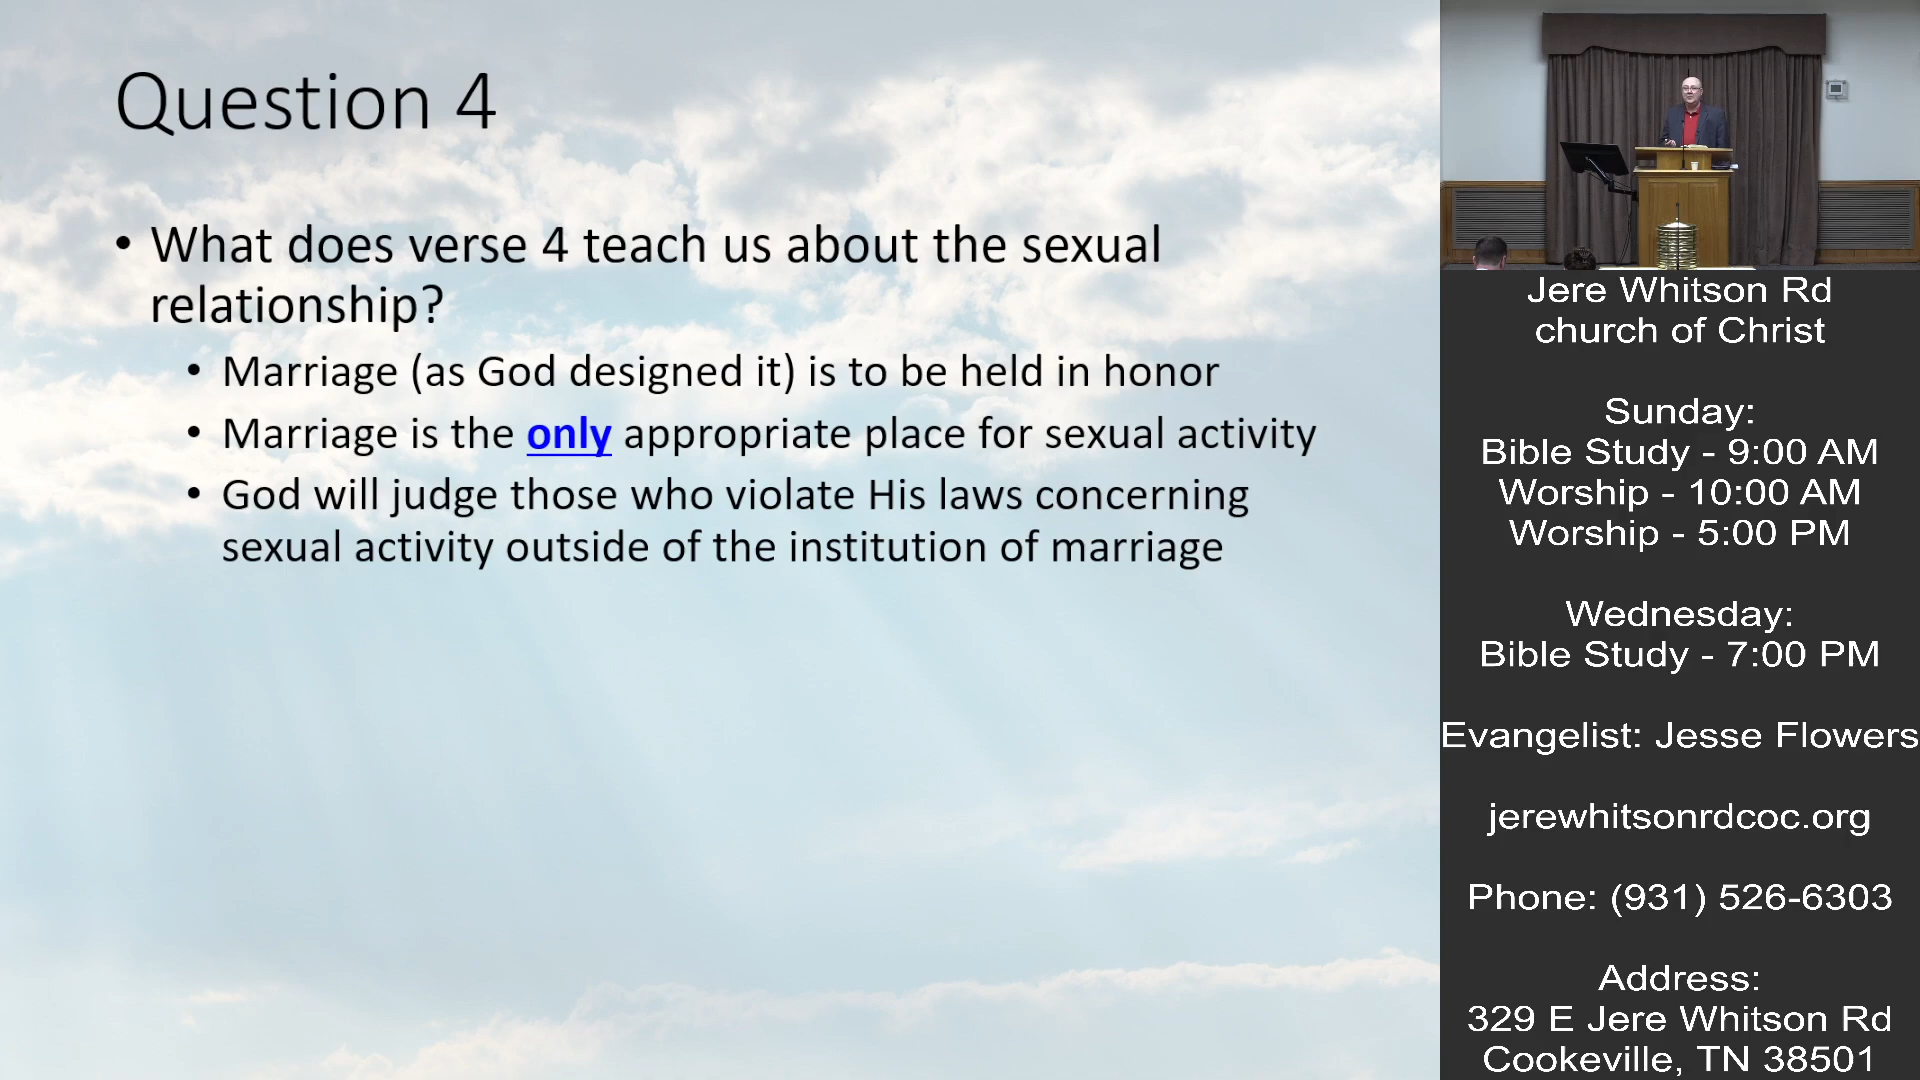 Question 4
• What does verse 4 teach us about the sexual
relationship?
• Marriage (as God designed it) is to be held in honor
• Marriage is the only appropriate place for sexual activity
• God will judge those who violate His laws concerning
sexual activity outside of the institution of marriage
Jere Whitson Rd
church of Christ
Sunday:
Bible Study - 9:00 AM
Worship - 10:00 AM
Worship - 5:00 PM
Wednesday:
Bible Study - 7:00 PM
Evangelist: Jesse Flowers
jerewhitsonrdcoc.org
Phone: (931) 526-6303
Address:
329 E Jere Whitson Rd
Cookeville, TN 38501